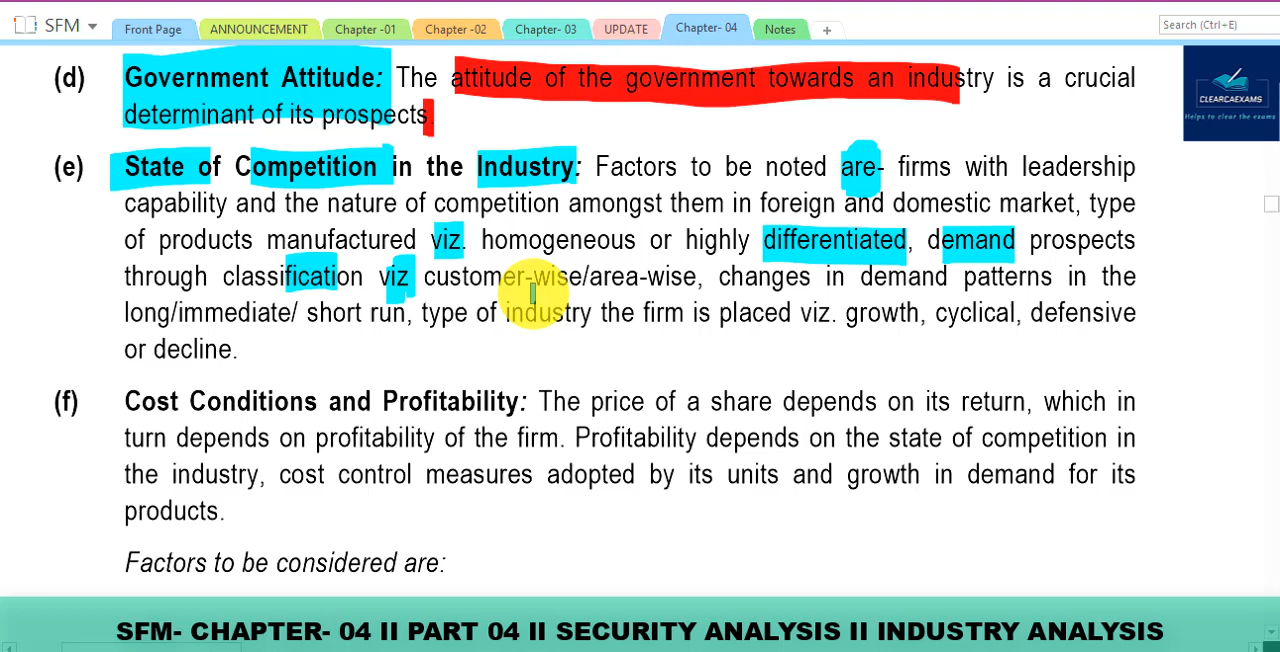 SFM
Front Page
ANNOUNCEMENT
Chapter -01
Chapter -02
Chapter- 03
UPDATE
Chapter- 04
Notes
Search (Ctrl+E)
(d) Government Attitude: The attitude of the government towards an industry is a crucial
determinant of its prospects.
CLEARCAEXAMS
Helps to clear the exams
(e) State of Competition in the Industry: Factors to be noted are- firms with leadership
capability and the nature of competition amongst them in foreign and domestic market, type
of products manufactured viz. homogeneous or highly differentiated, demand prospects
through classification viz customer-wise/area-wise, changes in demand patterns in the
long/immediate/ short run, type of industry the firm is placed viz. growth, cyclical, defensive
or decline.
(f) Cost Conditions and Profitability: The price of a share depends on its return, which in
turn depends on profitability of the firm. Profitability depends on the state of competition in
the industry, cost control measures adopted by its units and growth in demand for its
products.
Factors to be considered are:
SFM- CHAPTER- 04 II PART 04 II SECURITY ANALYSIS II INDUSTRY ANALYSIS